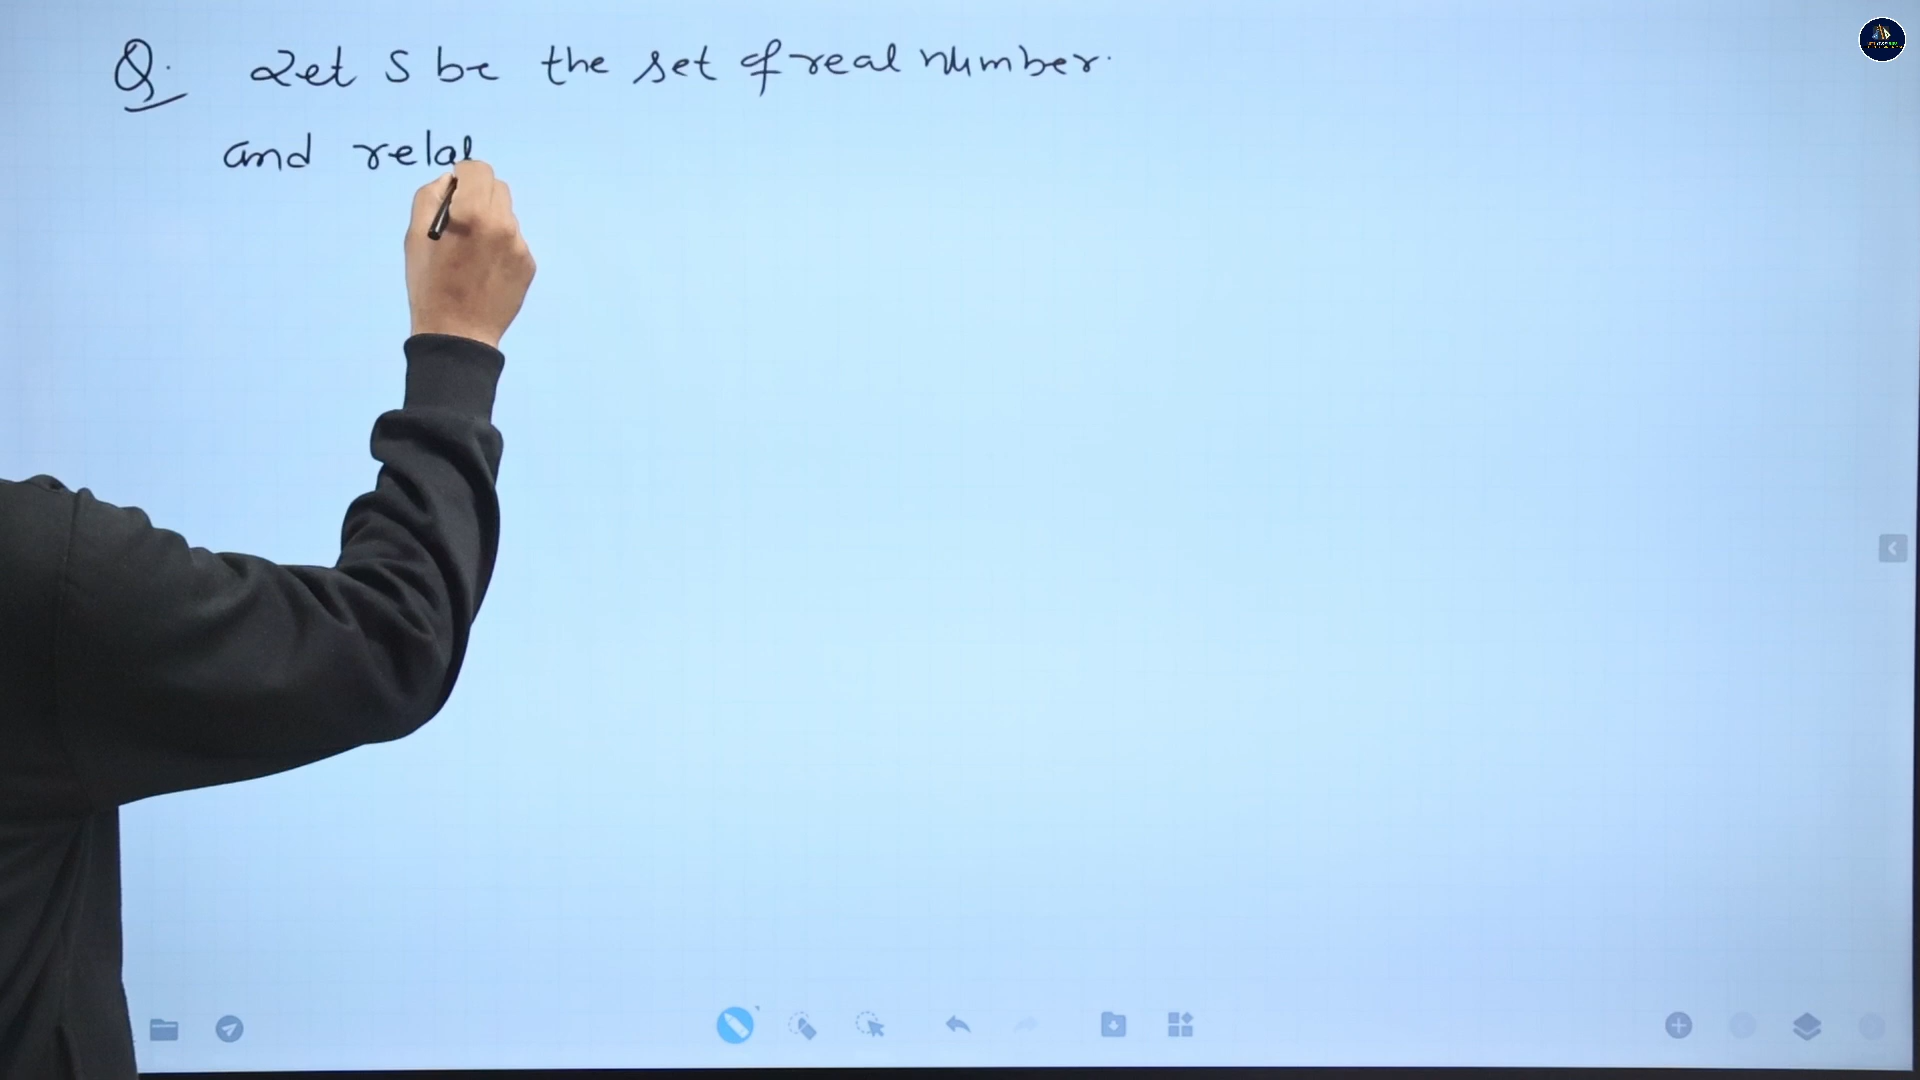 Q. Let S be the set of real number.
and relat